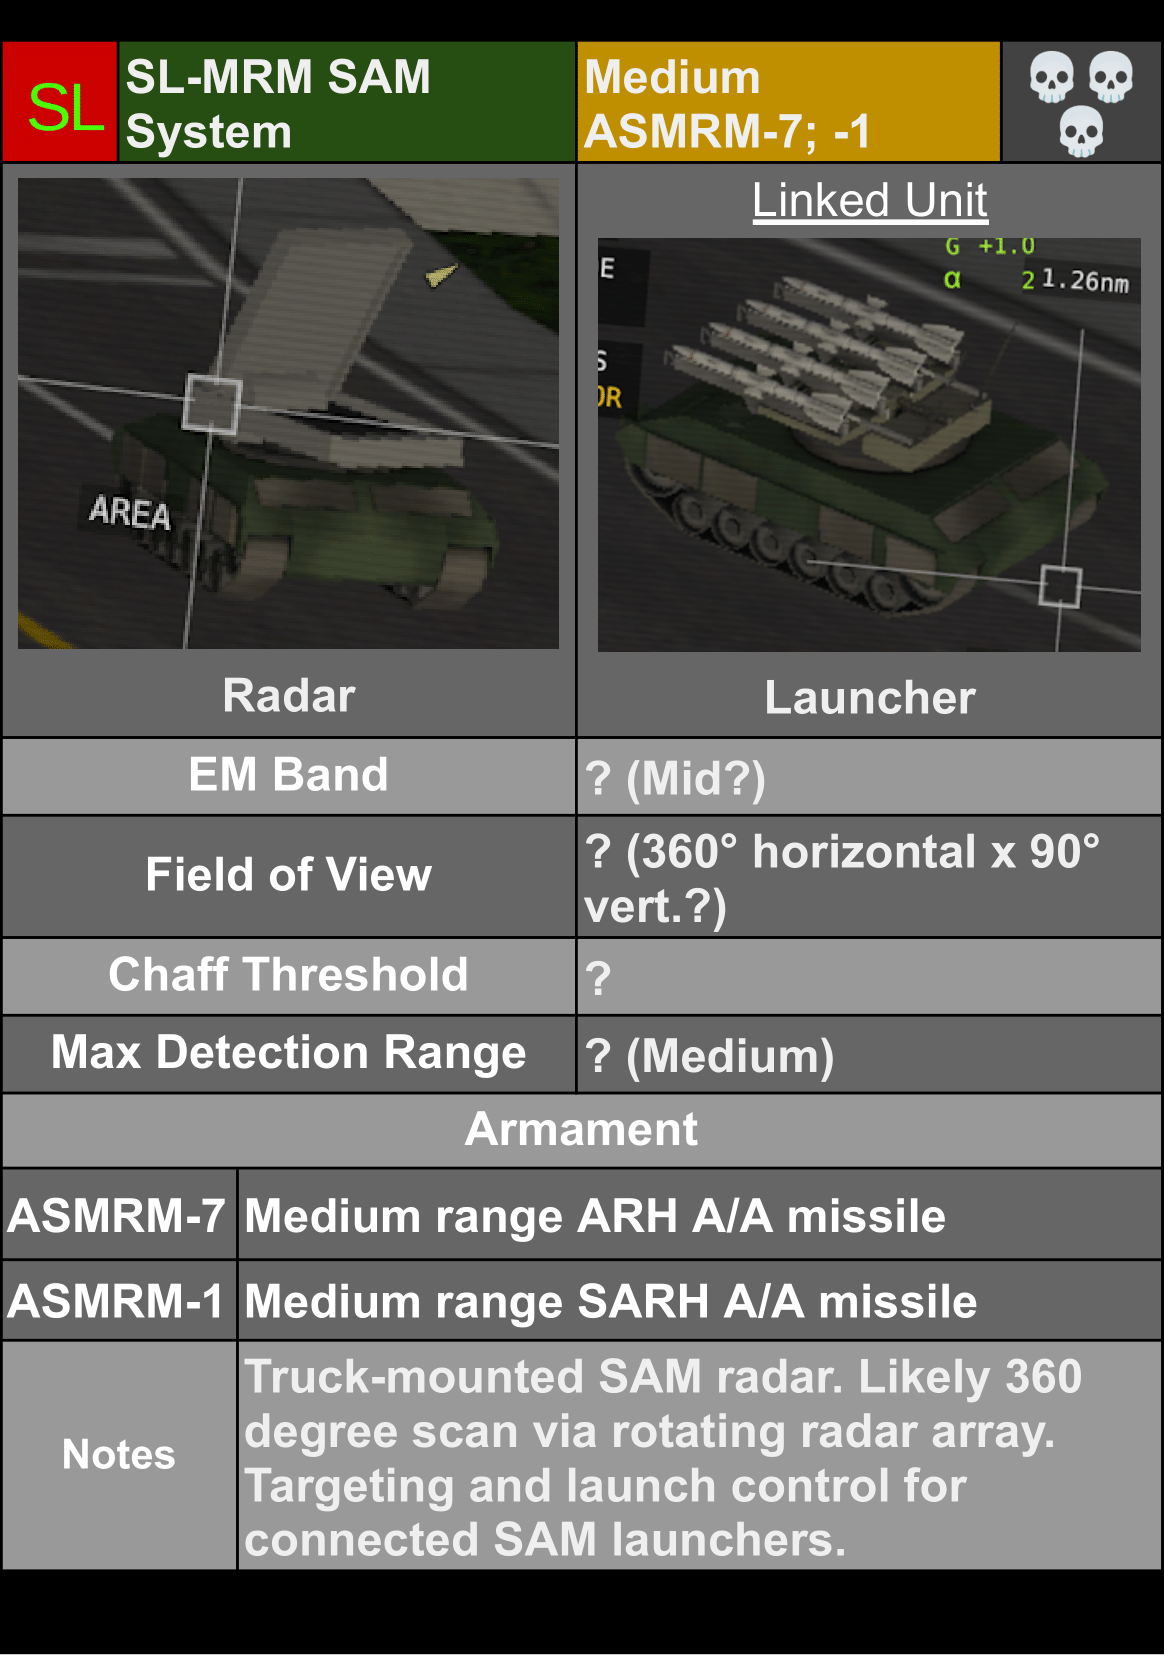 SL
SL-MRM SAM
System
Medium
ASMRM-7; -1
Linked Unit
AREA
E
G +1.0
α 2 1.26nm
S
OR
Radar
Launcher
EM Band
? (Mid?)
Field of View
? (360° horizontal x 90°
vert.?)
Chaff Threshold
?
Max Detection Range
? (Medium)
Armament
ASMRM-7
Medium range ARH A/A missile
ASMRM-1
Medium range SARH A/A missile
Notes
Truck-mounted SAM radar. Likely 360
degree scan via rotating radar array.
Targeting and launch control for
connected SAM launchers.